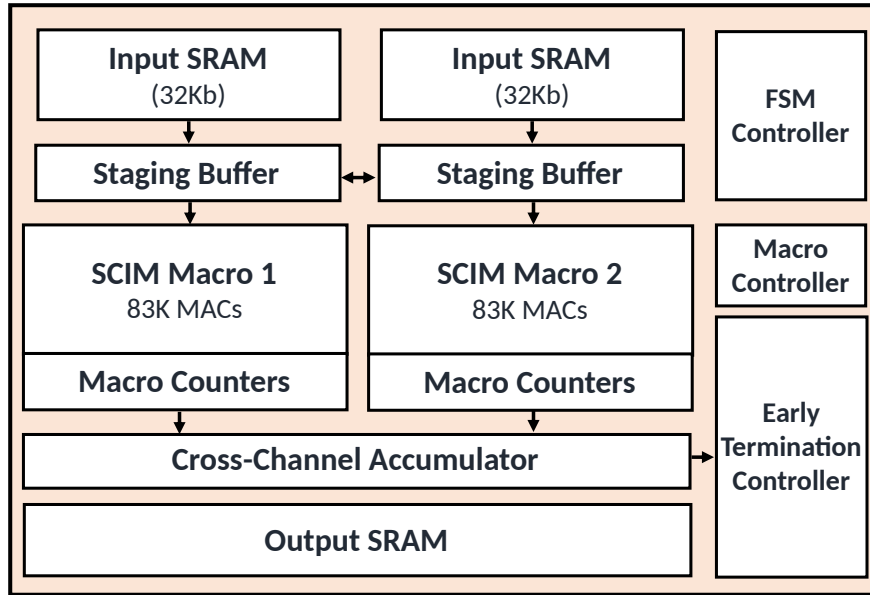 Input SRAM
(32Kb)
Input SRAM
(32Kb)
FSM
Controller
Staging Buffer
Staging Buffer
SCIM Macro 1
83K MACs
SCIM Macro 2
83K MACs
Macro
Controller
Macro Counters
Macro Counters
Early
Termination
Controller
Cross-Channel Accumulator
Output SRAM